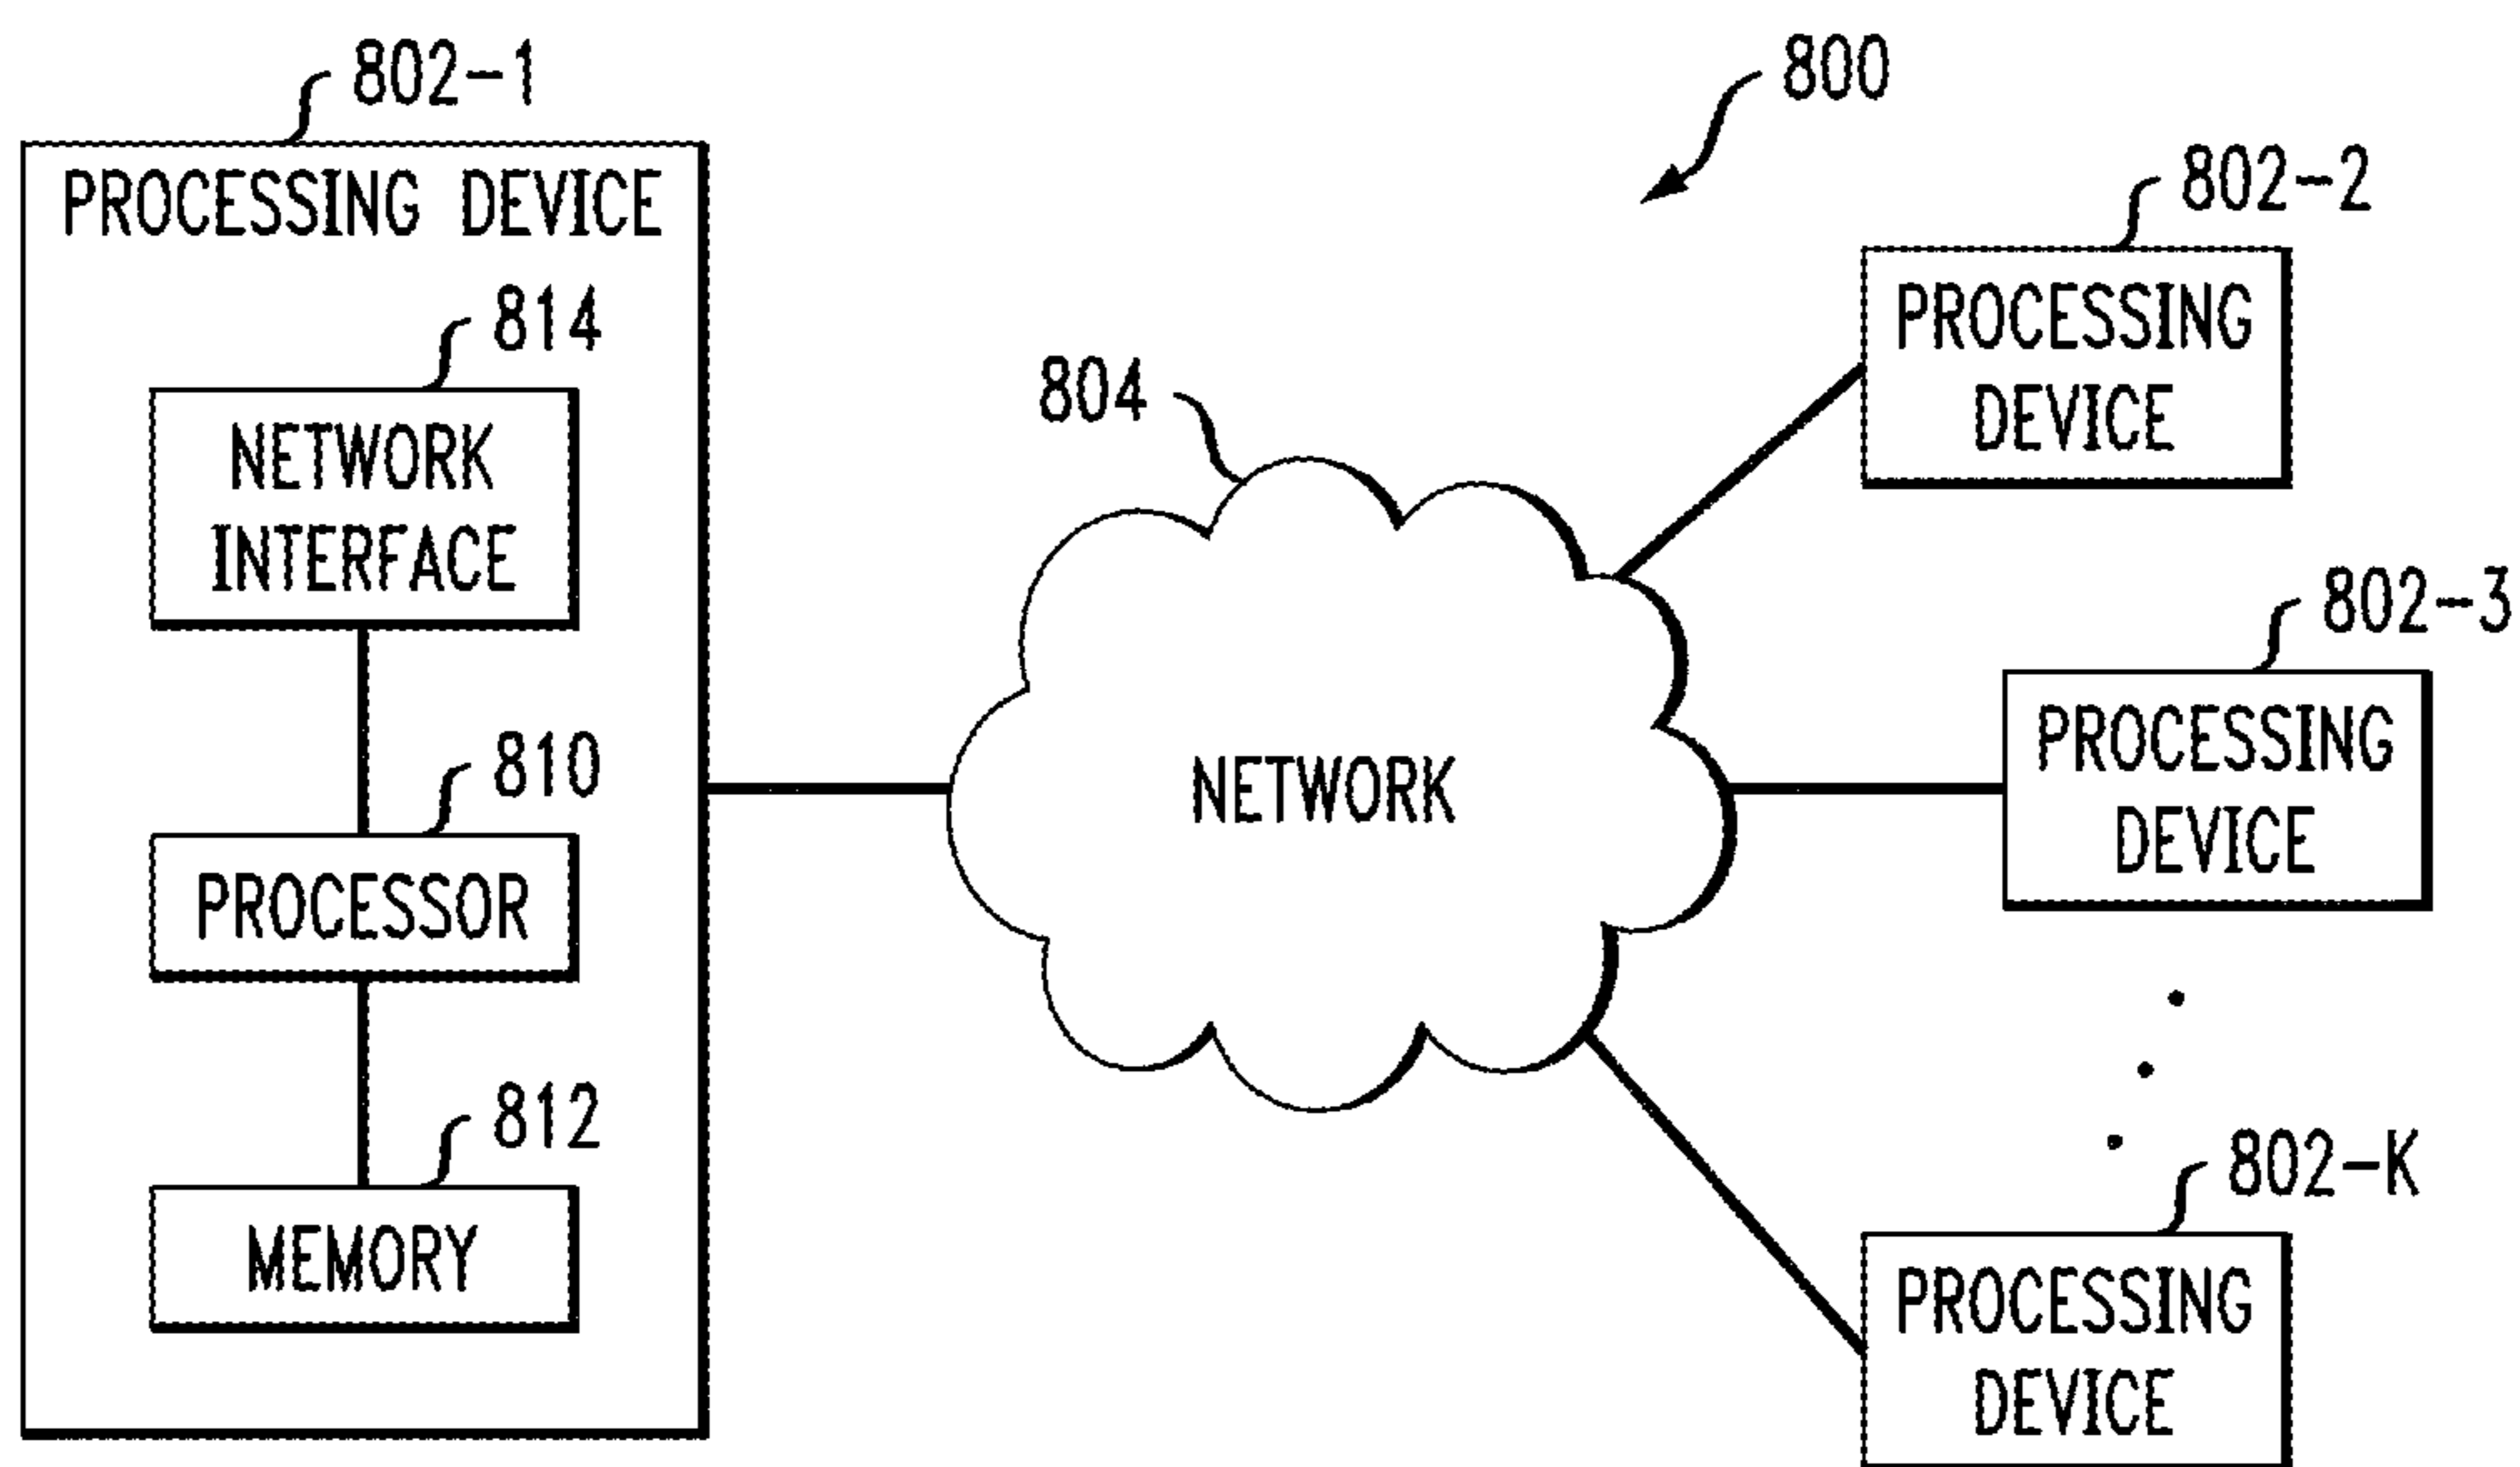 802-1
PROCESSING DEVICE
814
NETWORK
INTERFACE
810
PROCESSOR
812
MEMORY
800
804
NETWORK
802-2
PROCESSING
DEVICE
802-3
PROCESSING
DEVICE
802-K
PROCESSING
DEVICE